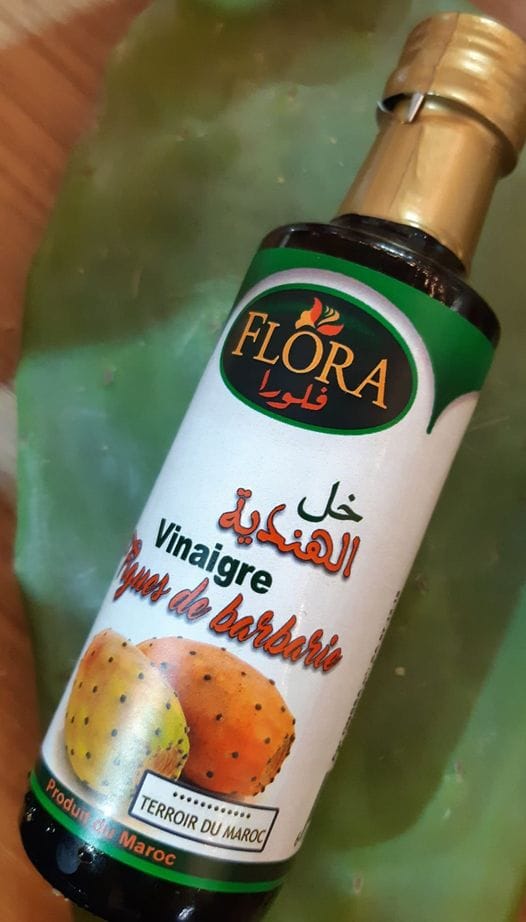 FLORA
فلورا
خل
الهندية
Vinaigre
Figues de barbarie
TERROIR DU MAROC
Produit du Maroc